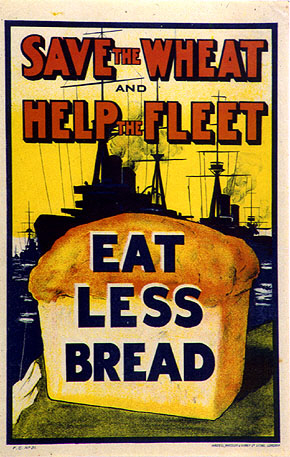 SAVE THE WHEAT
AND
HELP THE FLEET
EAT
LESS
BREAD